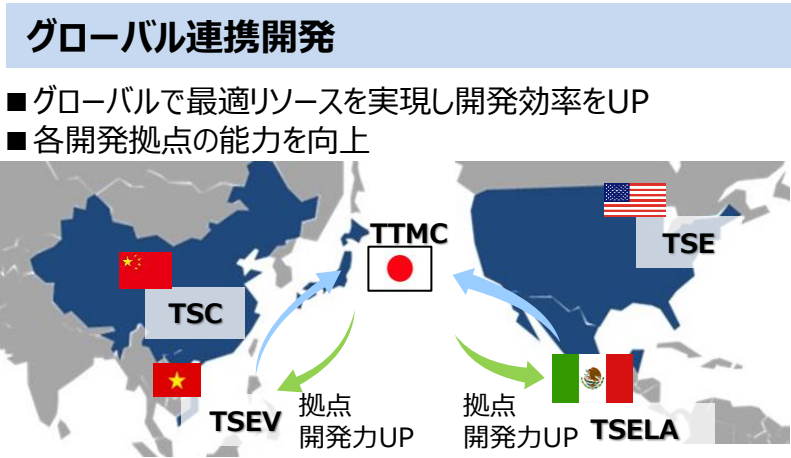 グローバル連携開発
■グローバルで最適リソースを実現し開発効率をUP
■各開発拠点の能力を向上
TTMC
TSE
TSC
TSEV
拠点
開発力UP
拠点
開発力UP
TSELA